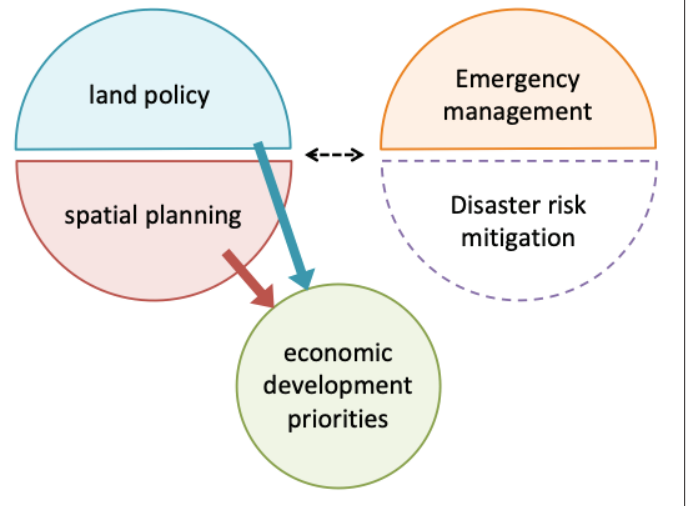 land policy
Emergency
management
spatial planning
Disaster risk
mitigation
economic
development
priorities